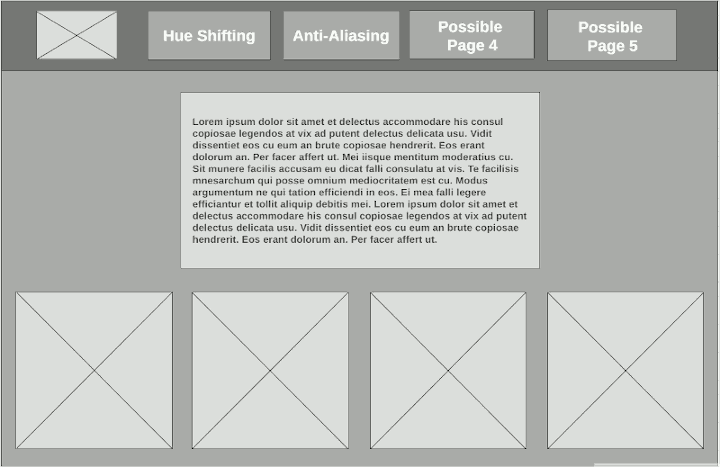 Hue Shifting
Anti-Aliasing
Possible
Page 4
Possible
Page 5
Lorem ipsum dolor sit amet et delectus accommodare his consul
copiosae legendos at vix ad putent delectus delicata usu. Vidit
dissentiet eos cu eum an brute copiosae hendrerit. Eos erant
dolorum an. Per facer affert ut. Mei iisque mentitum moderatius cu.
Sit munere facilis accusam eu dicat falli consulatu at vis. Te facilisis
mnesarchum qui posse omnium mediocritatem est cu. Modus
argumentum ne qui tation efficiendi in eos. Ei mea falli legere
efficiantur et tollit aliquip debitis mei. Lorem ipsum dolor sit amet et
delectus accommodare his consul copiosae legendos at vix ad putent
delectus delicata usu. Vidit dissentiet eos cu eum an brute copiosae
hendrerit. Eos erant dolorum an. Per facer affert ut.